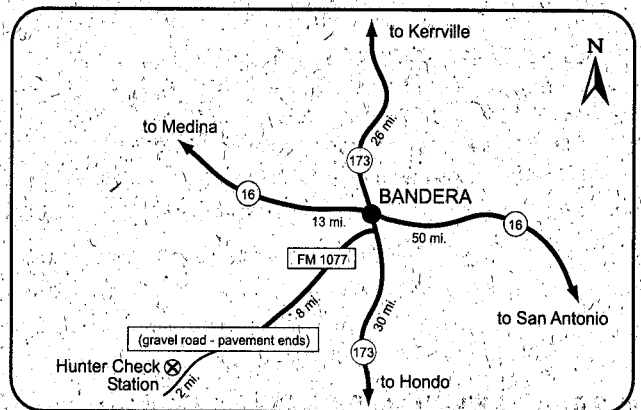 to Kerrville
N
to Medina
26 mi.
173
16
BANDERA
13 mi.
50 mi.
16
FM 1077
8 mi.
30 mi.
to San Antonio
(gravel road - pavement ends)
Hunter Check
Station
2 mi.
173
to Hondo